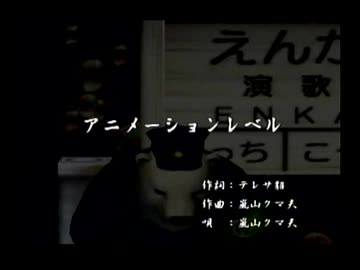 えんか
演歌
ENKA
っち
こ
アニメーションレベル
作詞：テレサ賴
作曲：嵐山クマ夫
唄　：嵐山クマ夫